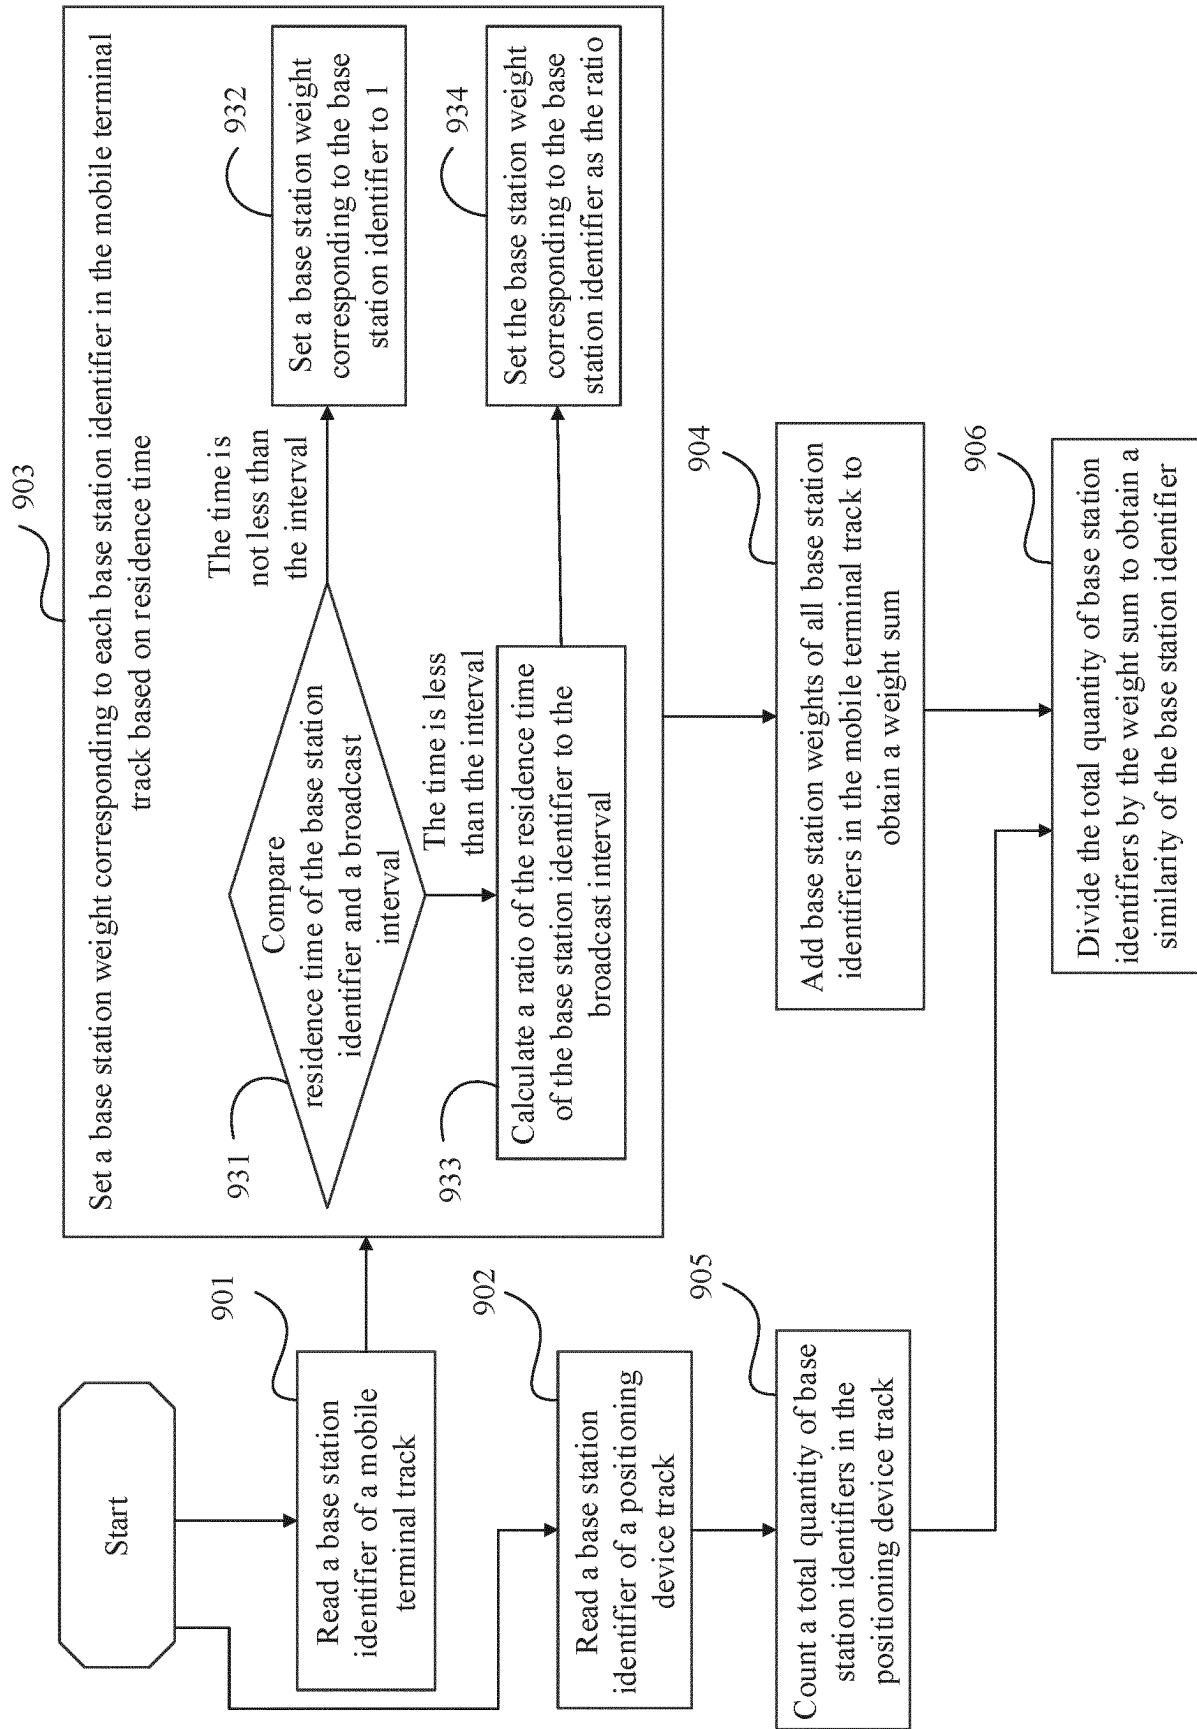 Start
901
Read a base station
identifier of a mobile
terminal track
902
Read a base station
identifier of a positioning
device track
905
Count a total quantity of base
station identifiers in the
positioning device track
903
Set a base station weight corresponding to each base station identifier in the mobile terminal
track based on residence time
931
Compare
residence time of the base station
identifier and a broadcast
interval
The time is
not less than
the interval
932
Set a base station weight
corresponding to the base
station identifier to 1
The time is less
than the interval
933
Calculate a ratio of the residence time
of the base station identifier to the
broadcast interval
934
Set the base station weight
corresponding to the base
station identifier as the ratio
904
Add base station weights of all base station
identifiers in the mobile terminal track to
obtain a weight sum
906
Divide the total quantity of base station
identifiers by the weight sum to obtain a
similarity of the base station identifier